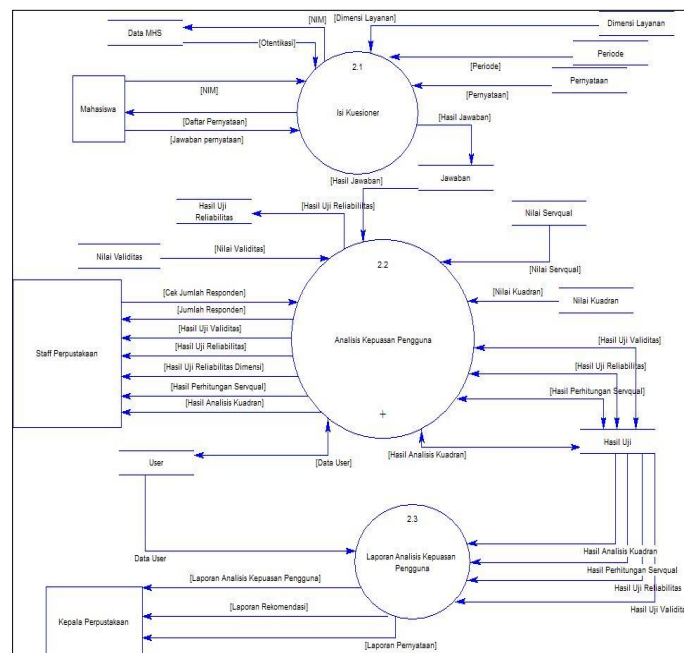 [NIM]
[Dimensi Layanan]
Dimensi Layanan
Data MHS
[Otentikasi]
Periode
2.1
[Periode]
Pernyataan
[NIM]
Mahasiswa
Isi Kuesioner
[Pernyataan]
[Daftar Pernyataan]
[Hasil Jawaban]
[Jawaban pernyataan]
Jawaban
[Hasil Jawaban]
Hasil Uji
Reliabilitas
[Hasil Uji Reliabilitas]
Nilai Servqual
Nilai Validitas
[Nilai Validitas]
2.2
[Nilai Servqual]
[Cek Jumlah Responden]
[Nilai Kuadran]
Nilai Kuadran
[Jumlah Responden]
[Hasil Uji Validitas]
[Hasil Uji Validitas]
Staff Perpustakaan
Analisis Kepuasan Pengguna
[Hasil Uji Reliabilitas]
[Hasil Uji Reliabilitas]
[Hasil Uji Reliabilitas Dimensi]
[Hasil Perhitungan Servqual]
[Hasil Perhitungan Servqual]
[Hasil Analisis Kuadran]
+
Hasil Uji
User
[Data User]
[Hasil Analisis Kuadran]
2.3
Data User
Laporan Analisis Kepuasan
Pengguna
Hasil Analisis Kuadran
Hasil Perhitungan Servqual
[Laporan Analisis Kepuasan Pengguna]
Hasil Uji Reliabilitas
Hasil Uji Validitas
[Laporan Rekomendasi]
Kepala Perpustakaan
[Laporan Pernyataan]